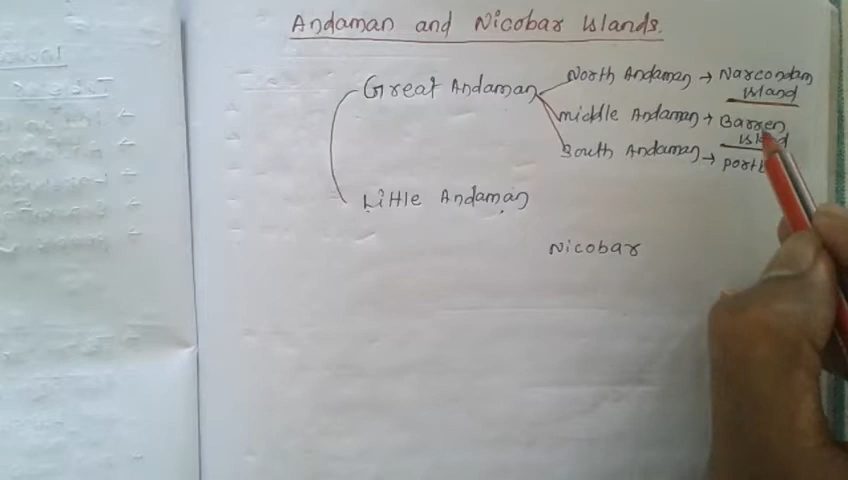 Andaman and Nicobar Islands.
Great Andaman
North Andaman → Narcondam
Island
middle Andaman → Barren
Island
South Andaman → Port
Little Andaman
Nicobar